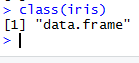 > class(iris)
[1] "data.frame"
>